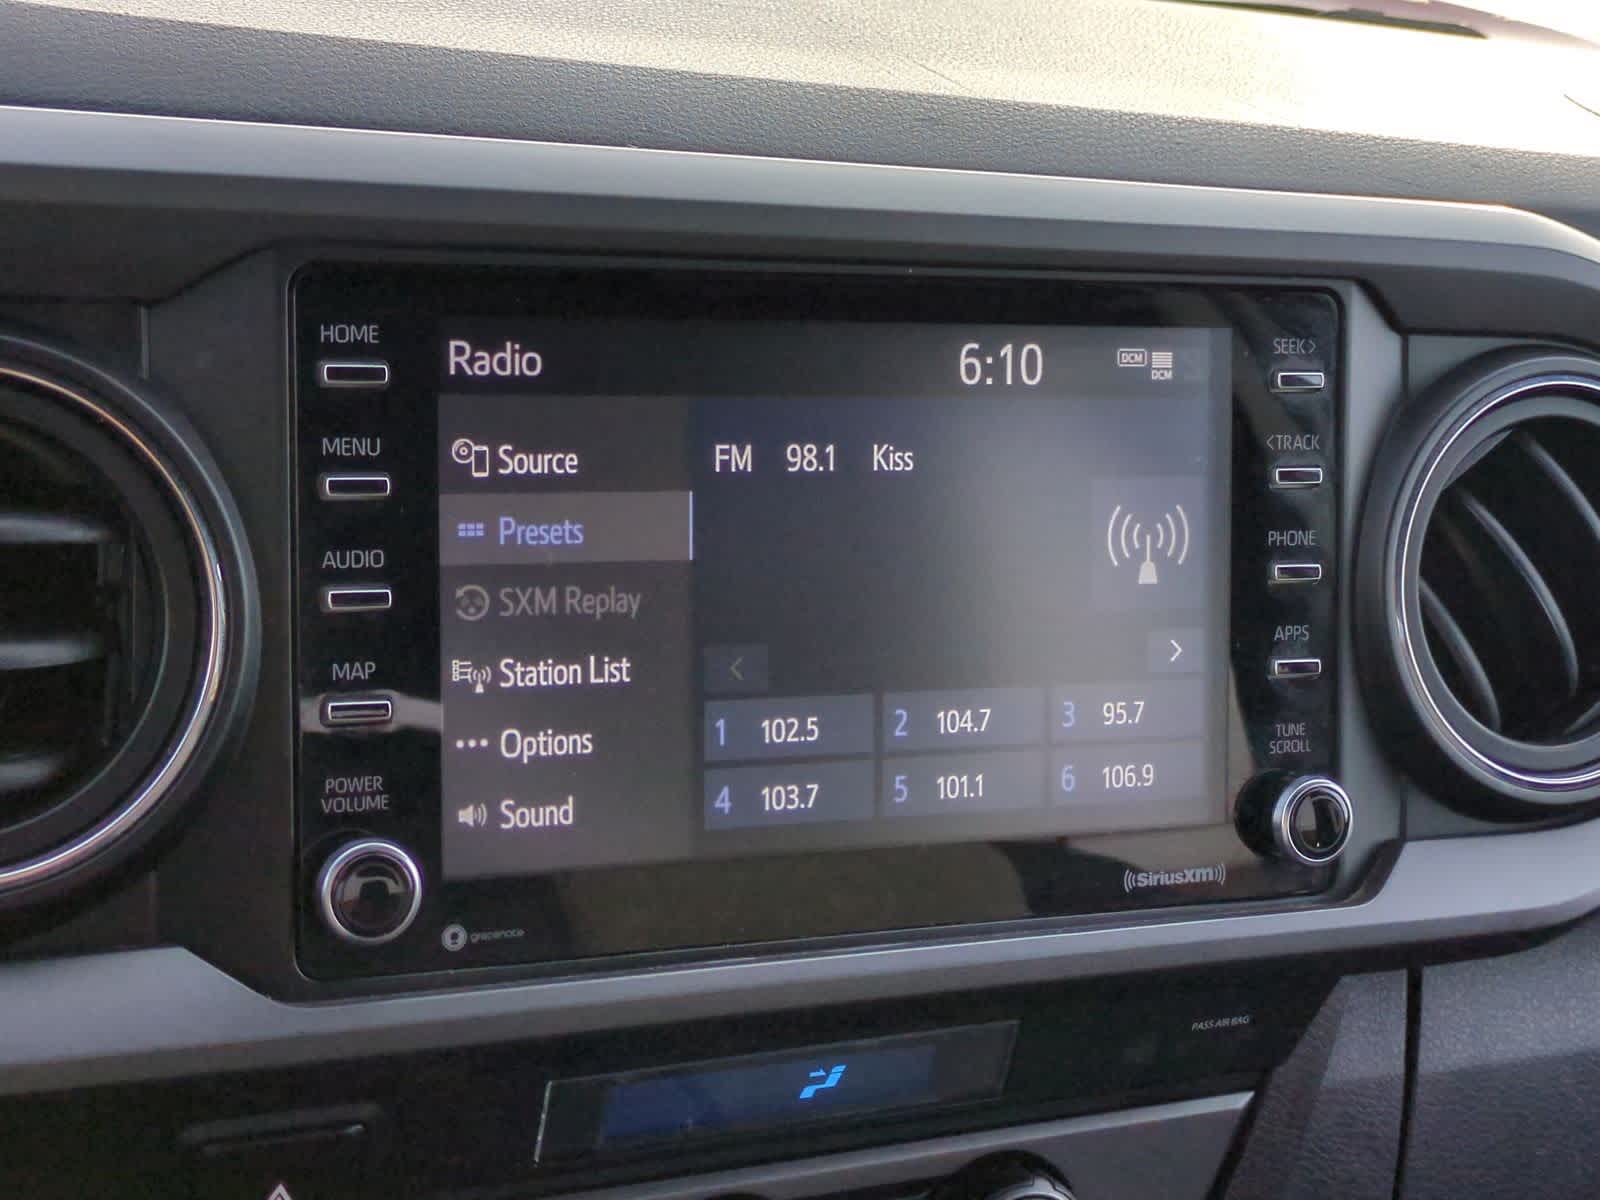 HOME
MENU
AUDIO
MAP
POWER
VOLUME
Radio
6:10
DCM
DCM
Source
Presets
SXM Replay
Station List
Options
Sound
FM 98.1 Kiss
1 102.5
2 104.7
3 95.7
4 103.7
5 101.1
6 106.9
SEEK>
<TRACK
PHONE
APPS
TUNE
SCROLL
((SiriusXM))
gracenote
PASS AIR BAG